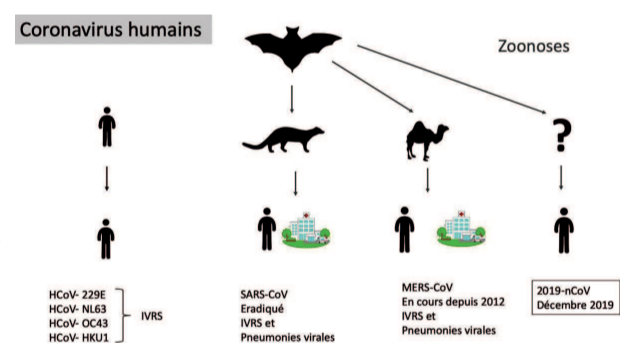 Coronavirus humains
Zoonoses
?
HCoV- 229E
HCoV- NL63
HCoV- OC43
HCoV- HKU1
IVRS
SARS-CoV
Eradiqué
IVRS et
Pneumonies virales
MERS-CoV
En cours depuis 2012
IVRS et
Pneumonies virales
2019-nCoV
Décembre 2019